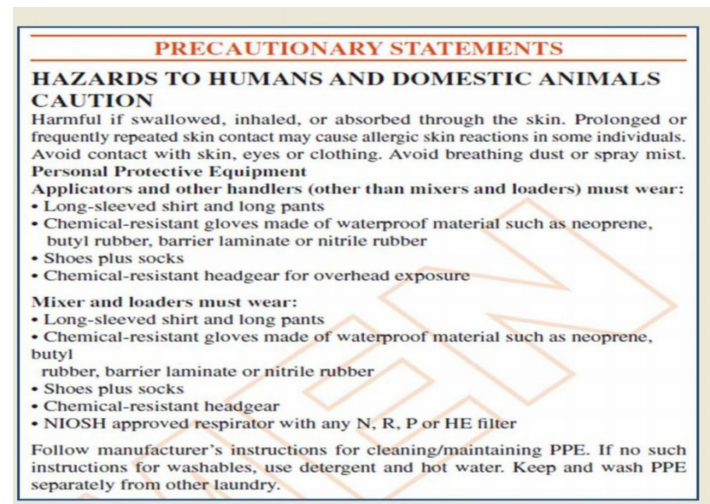 PRECAUTIONARY STATEMENTS
HAZARDS TO HUMANS AND DOMESTIC ANIMALS
CAUTION
Harmful if swallowed, inhaled, or absorbed through the skin. Prolonged or
frequently repeated skin contact may cause allergic skin reactions in some individuals.
Avoid contact with skin, eyes or clothing. Avoid breathing dust or spray mist.
Personal Protective Equipment
Applicators and other handlers (other than mixers and loaders) must wear:
• Long-sleeved shirt and long pants
• Chemical-resistant gloves made of waterproof material such as neoprene,
butyl rubber, barrier laminate or nitrile rubber
• Shoes plus socks
• Chemical-resistant headgear for overhead exposure
Mixer and loaders must wear:
• Long-sleeved shirt and long pants
• Chemical-resistant gloves made of waterproof material such as neoprene,
butyl
rubber, barrier laminate or nitrile rubber
• Shoes plus socks
• Chemical-resistant headgear
• NIOSH approved respirator with any N, R, P or HE filter
Follow manufacturer's instructions for cleaning/maintaining PPE. If no such
instructions for washables, use detergent and hot water. Keep and wash PPE
separately from other laundry.